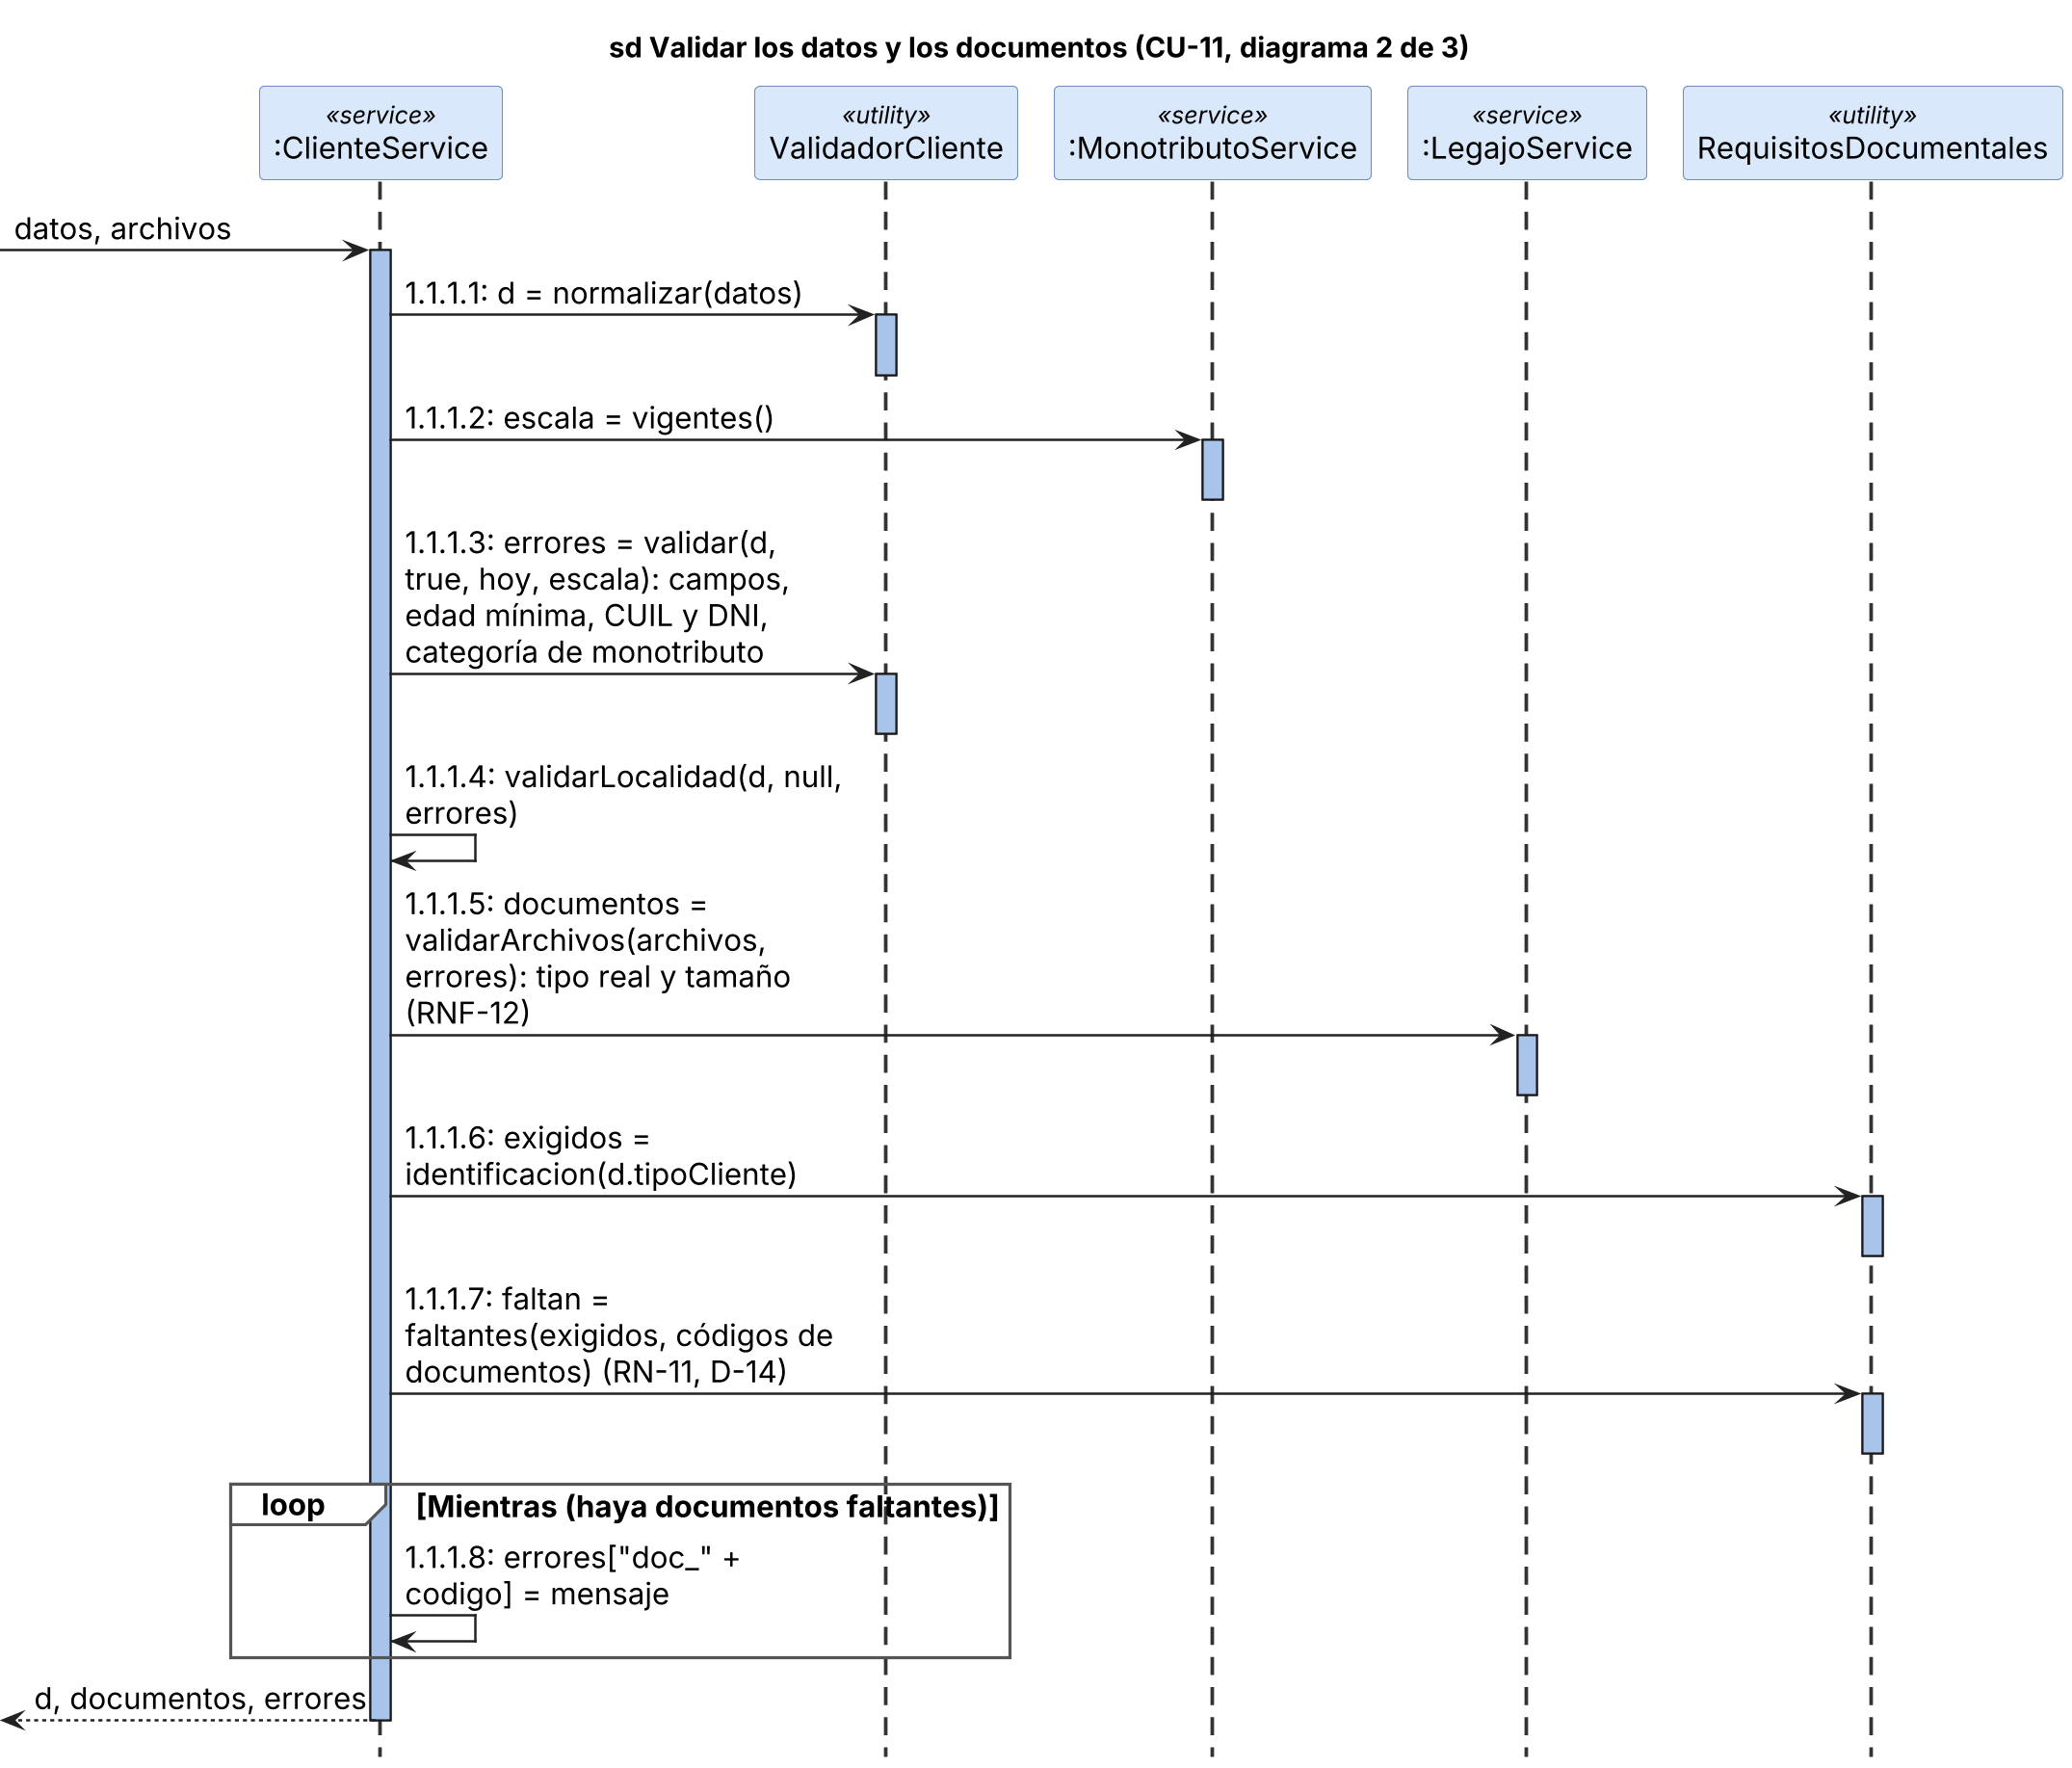 sd Validar los datos y los documentos (CU-11, diagrama 2 de 3)
«service»
:ClienteService
«utility»
ValidadorCliente
«service»
:MonotributoService
«service»
:LegajoService
«utility»
RequisitosDocumentales
datos, archivos
1.1.1.1: d = normalizar(datos)
1.1.1.2: escala = vigentes()
1.1.1.3: errores = validar(d,
true, hoy, escala): campos,
edad mínima, CUIL y DNI,
categoría de monotributo
1.1.1.4: validarLocalidad(d, null,
errores)
1.1.1.5: documentos =
validarArchivos(archivos,
errores): tipo real y tamaño
(RNF-12)
1.1.1.6: exigidos =
identificacion(d.tipoCliente)
1.1.1.7: faltan =
faltantes(exigidos, códigos de
documentos) (RN-11, D-14)
loop
[Mientras (haya documentos faltantes)]
1.1.1.8: errores["doc_" +
codigo] = mensaje
d, documentos, errores